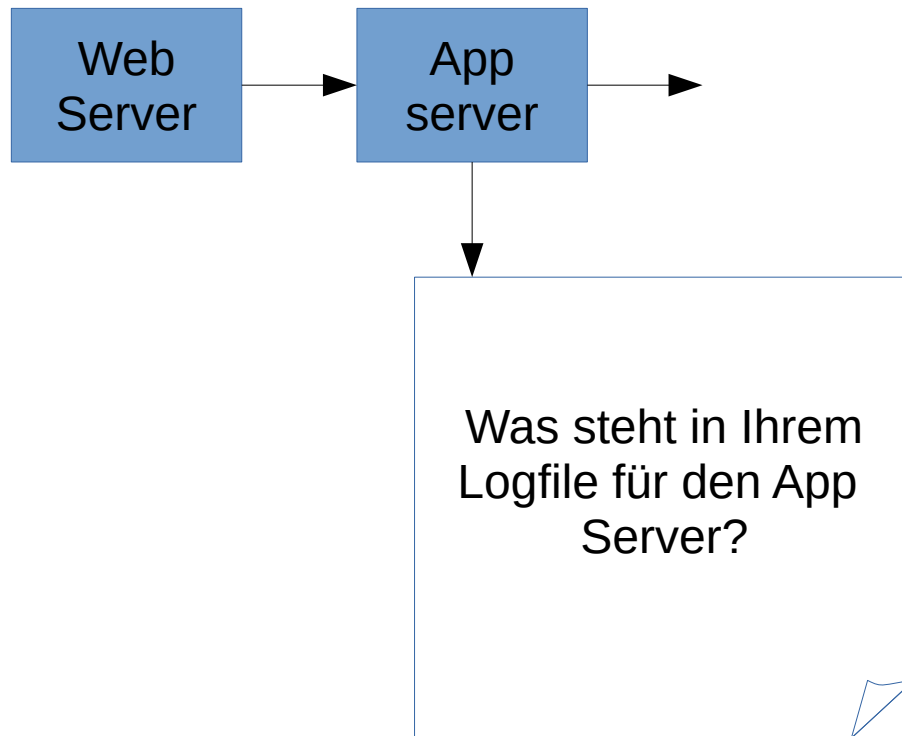 Web
Server
App
server
Was steht in Ihrem
Logfile für den App
Server?